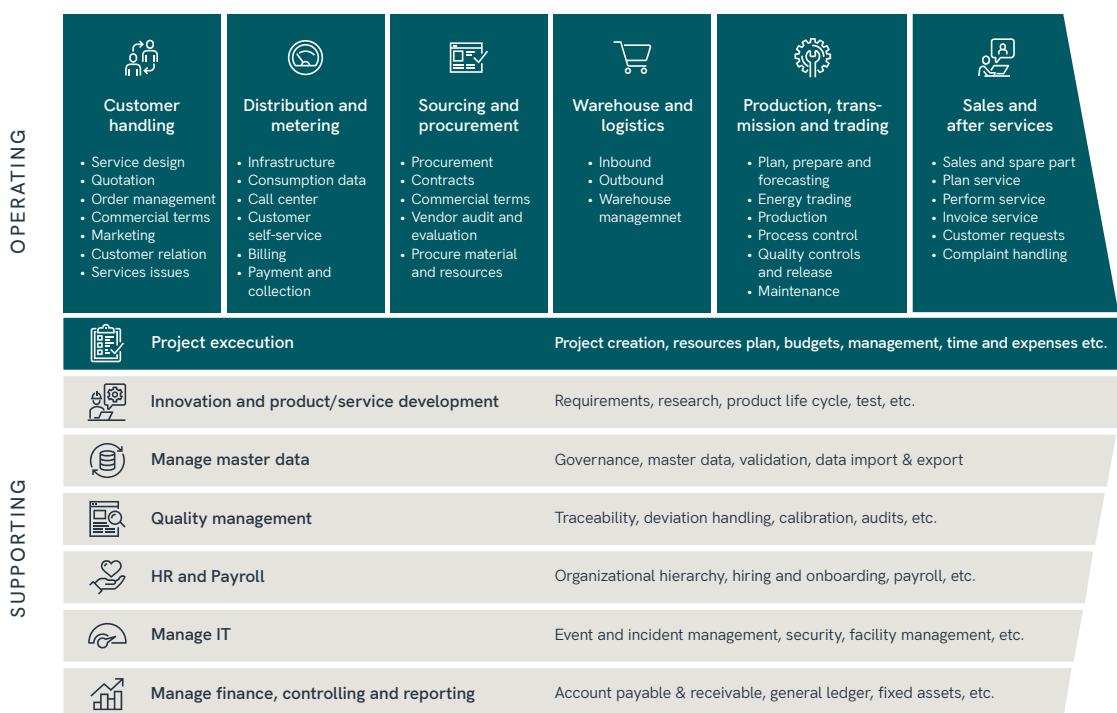 OPERATING
Customer
handling
• Service design
• Quotation
• Order management
• Commercial terms
• Marketing
• Customer relation
• Services issues
Distribution and
metering
• Infrastructure
• Consumption data
• Call center
• Customer
self-service
• Billing
• Payment and
collection
Sourcing and
procurement
• Procurement
• Contracts
• Commercial terms
• Vendor audit and
evaluation
• Procure material
and resources
Warehouse and
logistics
• Inbound
• Outbound
• Warehouse
managemnet
Production, trans-
mission and trading
• Plan, prepare and
forecasting
• Energy trading
• Production
• Process control
• Quality controls
and release
• Maintenance
Sales and
after services
• Sales and spare part
• Plan service
• Perform service
• Invoice service
• Customer requests
• Complaint handling
Project excecution
Project creation, resources plan, budgets, management, time and expenses etc.
SUPPORTING
Innovation and product/service development
Requirements, research, product life cycle, test, etc.
Manage master data
Governance, master data, validation, data import & export
Quality management
Traceability, deviation handling, calibration, audits, etc.
HR and Payroll
Organizational hierarchy, hiring and onboarding, payroll, etc.
Manage IT
Event and incident management, security, facility management, etc.
Manage finance, controlling and reporting
Account payable & receivable, general ledger, fixed assets, etc.